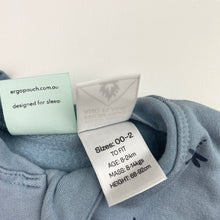 ergopouch.com.au
designed for sleep
Sizes: 00-2
TO FIT
AGE: 8-24m
MASS: 8-14kgs
HEIGHT: 68-92cm